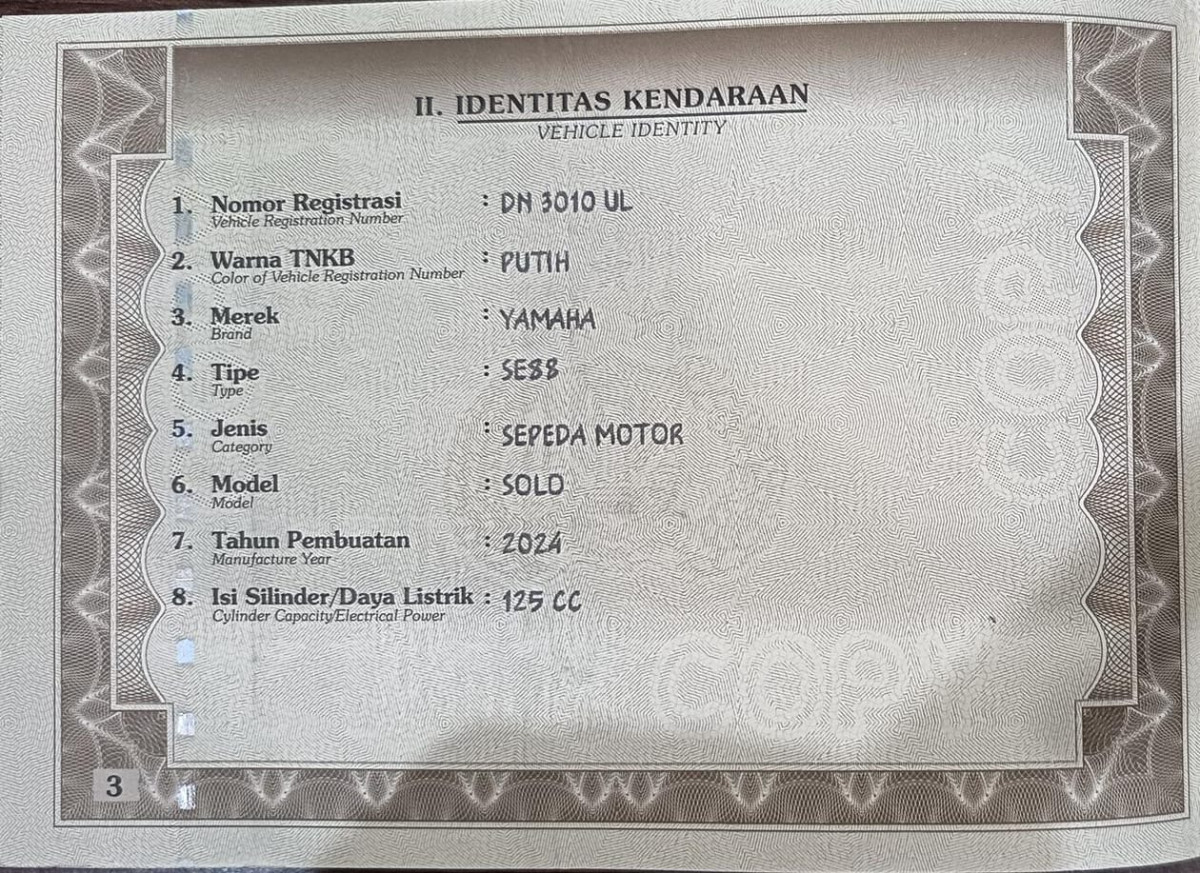 II. IDENTITAS KENDARAAN
VEHICLE IDENTITY
1. Nomor Registrasi : DN 3010 UL
Vehicle Registration Number
2. Warna TNKB : PUTIH
Color of Vehicle Registration Number
3. Merek : YAMAHA
Brand
4. Tipe : SE88
Type
5. Jenis : SEPEDA MOTOR
Category
6. Model : SOLO
Model
7. Tahun Pembuatan : 2024
Manufacture Year
8. Isi Silinder/Daya Listrik : 125 CC
Cylinder Capacity/Electrical Power
COPY
COPY
3